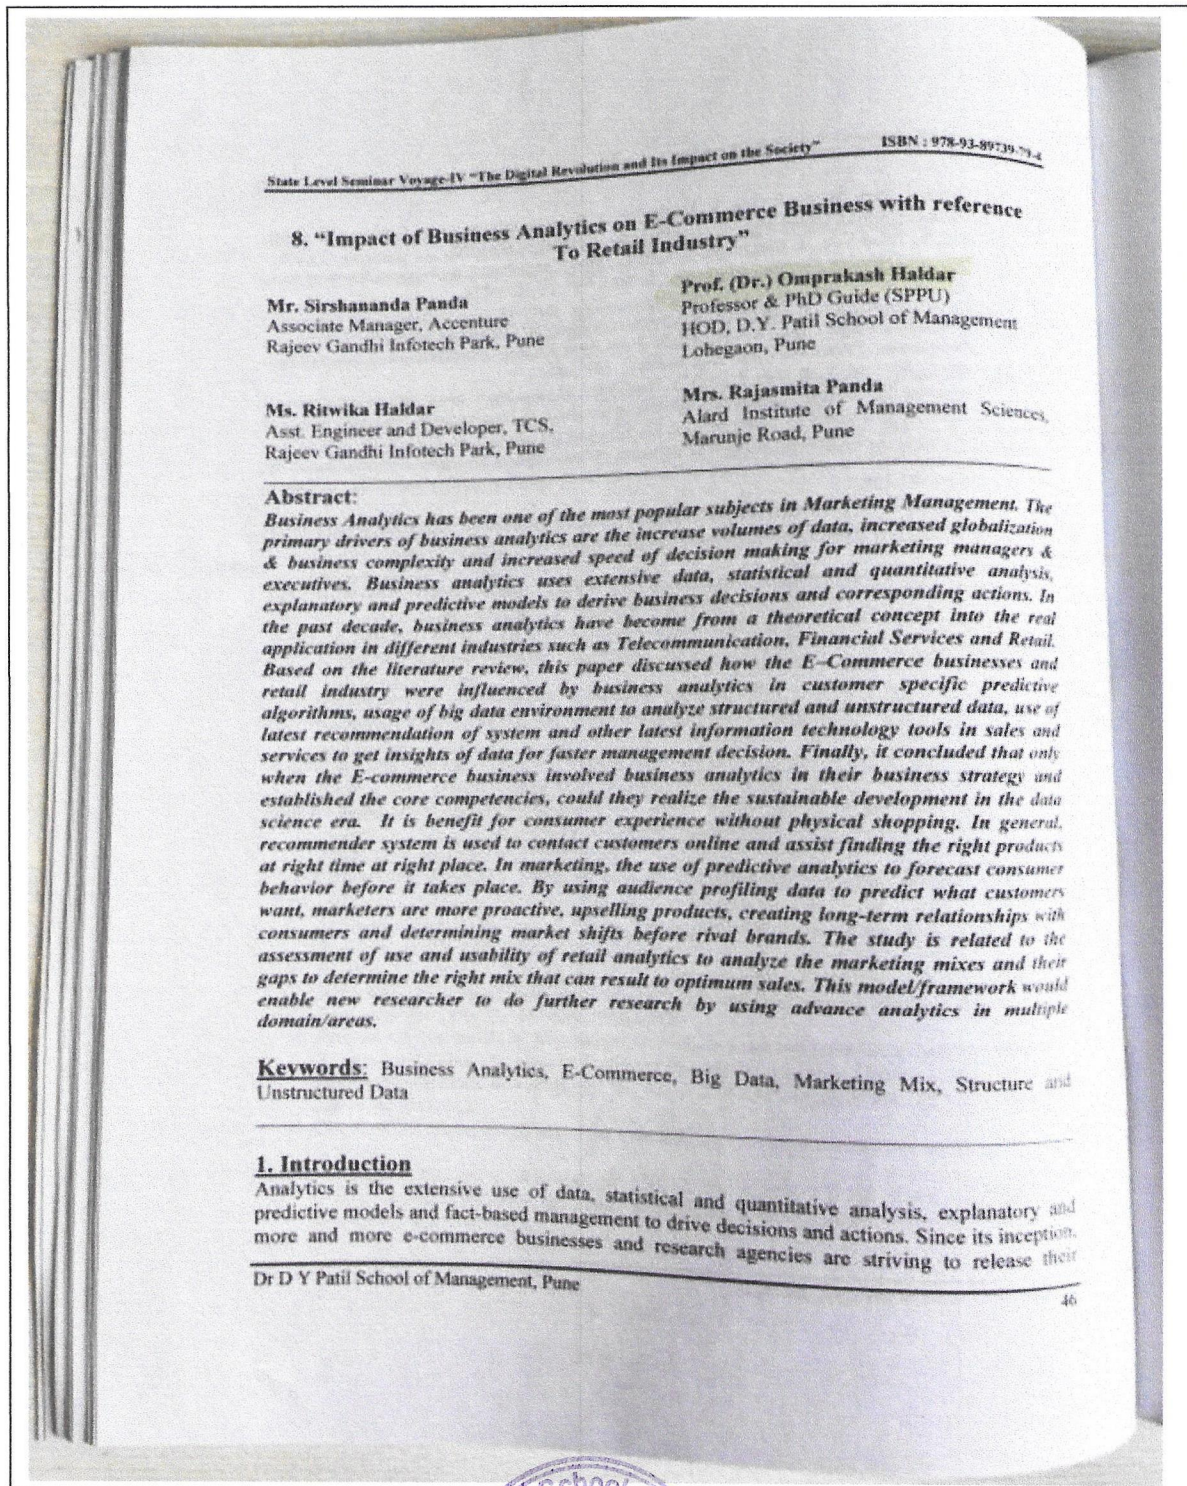 State Level Seminar Voyage-IV "The Digital Revolution and Its Impact on the Society" ISBN : 978-93-89739-
8. "Impact of Business Analytics on E-Commerce Business with reference
To Retail Industry"
Mr. Sirshananda Panda
Associate Manager, Accenture
Rajeev Gandhi Infotech Park, Pune
Prof. (Dr.) Omprakash Haldar
Professor & PhD Guide (SPPU)
HOD, D.Y. Patil School of Management
Lohegaon, Pune
Ms. Ritwika Haldar
Asst. Engineer and Developer, TCS,
Rajeev Gandhi Infotech Park, Pune
Mrs. Rajasmita Panda
Alard Institute of Management Sciences,
Marunje Road, Pune
Abstract:
Business Analytics has been one of the most popular subjects in Marketing Management. The
primary drivers of business analytics are the increase volumes of data, increased globalization
& business complexity and increased speed of decision making for marketing managers &
executives. Business analytics uses extensive data, statistical and quantitative analysis,
explanatory and predictive models to derive business decisions and corresponding actions. In
the past decade, business analytics have become from a theoretical concept into the real
application in different industries such as Telecommunication, Financial Services and Retail.
Based on the literature review, this paper discussed how the E–Commerce businesses and
retail industry were influenced by business analytics in customer specific predictive
algorithms, usage of big data environment to analyze structured and unstructured data, use of
latest recommendation of system and other latest information technology tools in sales and
services to get insights of data for faster management decision. Finally, it concluded that only
when the E-commerce business involved business analytics in their business strategy and
established the core competencies, could they realize the sustainable development in the data
science era. It is benefit for consumer experience without physical shopping. In general,
recommender system is used to contact customers online and assist finding the right products
at right time at right place. In marketing, the use of predictive analytics to forecast consumer
behavior before it takes place. By using audience profiling data to predict what customers
want, marketers are more proactive, upselling products, creating long-term relationships with
consumers and determining market shifts before rival brands. The study is related to the
assessment of use and usability of retail analytics to analyze the marketing mixes and their
gaps to determine the right mix that can result to optimum sales. This model/framework would
enable new researcher to do further research by using advance analytics in multiple
domain/areas.
Keywords: Business Analytics, E-Commerce, Big Data, Marketing Mix, Structure and
Unstructured Data
1. Introduction
Analytics is the extensive use of data, statistical and quantitative analysis, explanatory and
predictive models and fact-based management to drive decisions and actions. Since its inception,
more and more e-commerce businesses and research agencies are striving to release their
Dr D Y Patil School of Management, Pune
46
School